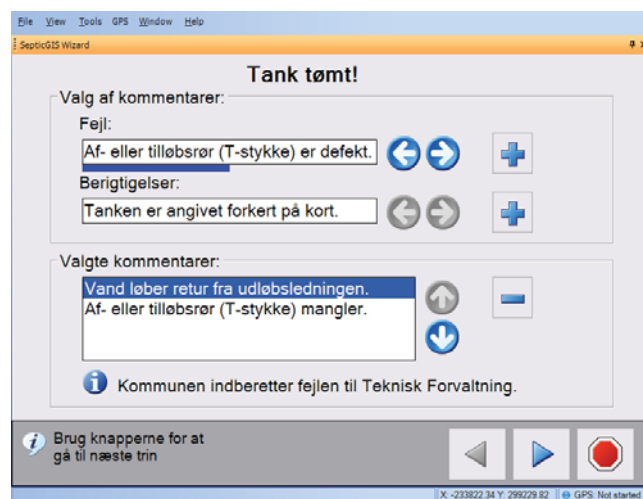 File View Tools GPS Window Help
SepticGIS Wizard
Tank tømt!
Valg af kommentarer:
Fejl:
Af- eller tilløbsrør (T-stykke) er defekt.
Berigtigelser:
Tanken er angivet forkert på kort.
Valgte kommentarer:
Vand løber retur fra udløbsledningen.
Af- eller tilløbsrør (T-stykke) mangler.
Kommunen indberetter fejlen til Teknisk Forvaltning.
Brug knapperne for at
gå til næste trin
X: -233822.34 Y: 299229.82 GPS: Not started